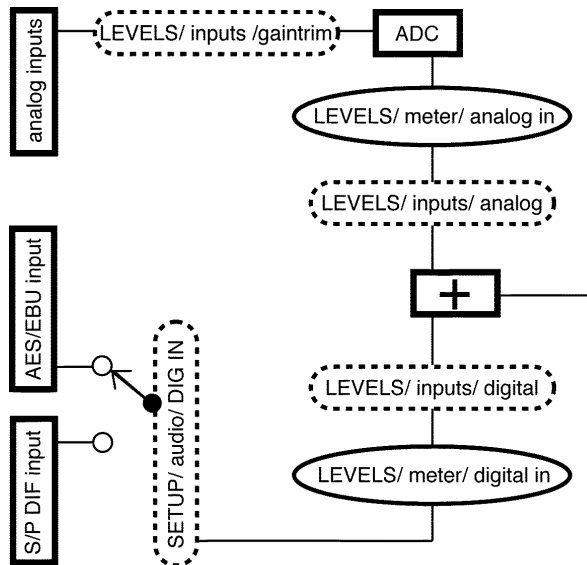 analog inputs
LEVELS/ inputs /gaintrim
ADC
LEVELS/ meter/ analog in
LEVELS/ inputs/ analog
+
AES/EBU input
SETUP/ audio/ DIG IN
LEVELS/ inputs/ digital
S/P DIF input
LEVELS/ meter/ digital in